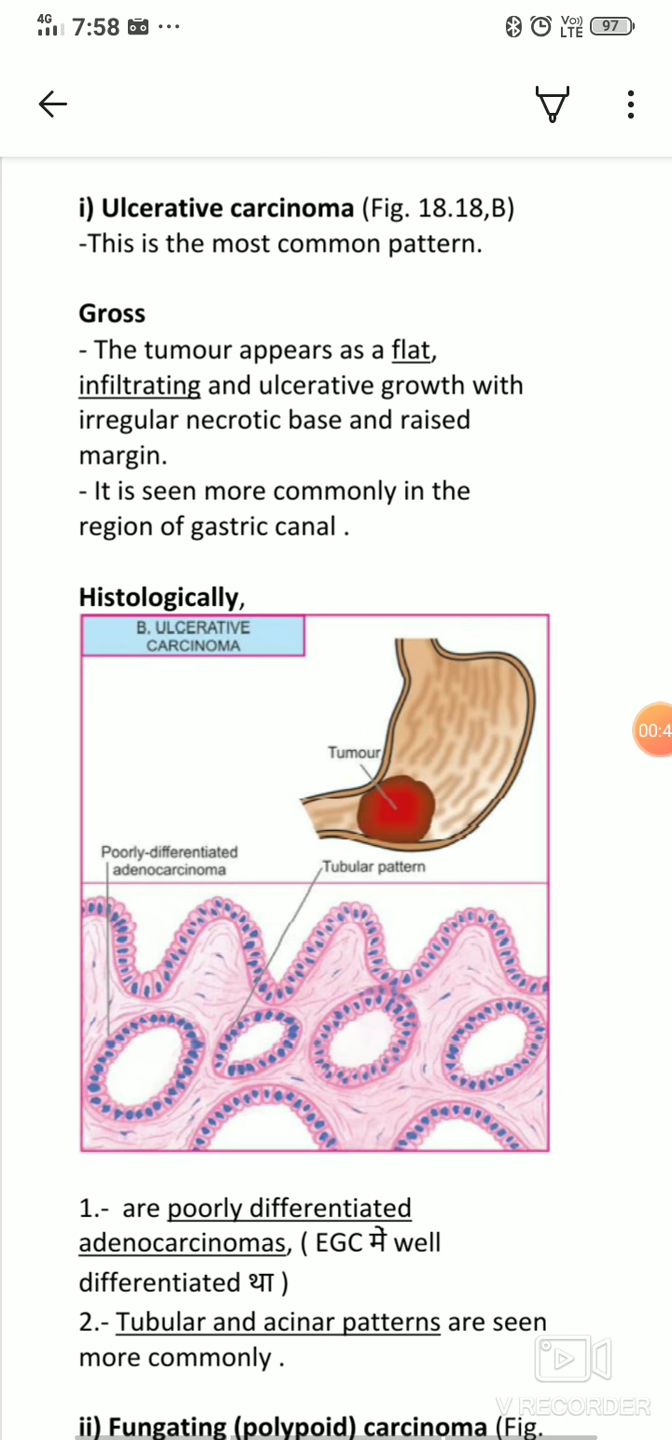 4G 7:58 ... Vo)) LTE 97
i) Ulcerative carcinoma (Fig. 18.18,B)
-This is the most common pattern.
Gross
- The tumour appears as a flat,
infiltrating and ulcerative growth with
irregular necrotic base and raised
margin.
- It is seen more commonly in the
region of gastric canal .
Histologically,
B. ULCERATIVE
CARCINOMA
Tumour
00:4
Poorly-differentiated
adenocarcinoma
Tubular pattern
1.- are poorly differentiated
adenocarcinomas, ( EGC में well
differentiated था )
2.- Tubular and acinar patterns are seen
more commonly .
V RECORDER
ii) Fungating (polypoid) carcinoma (Fig.